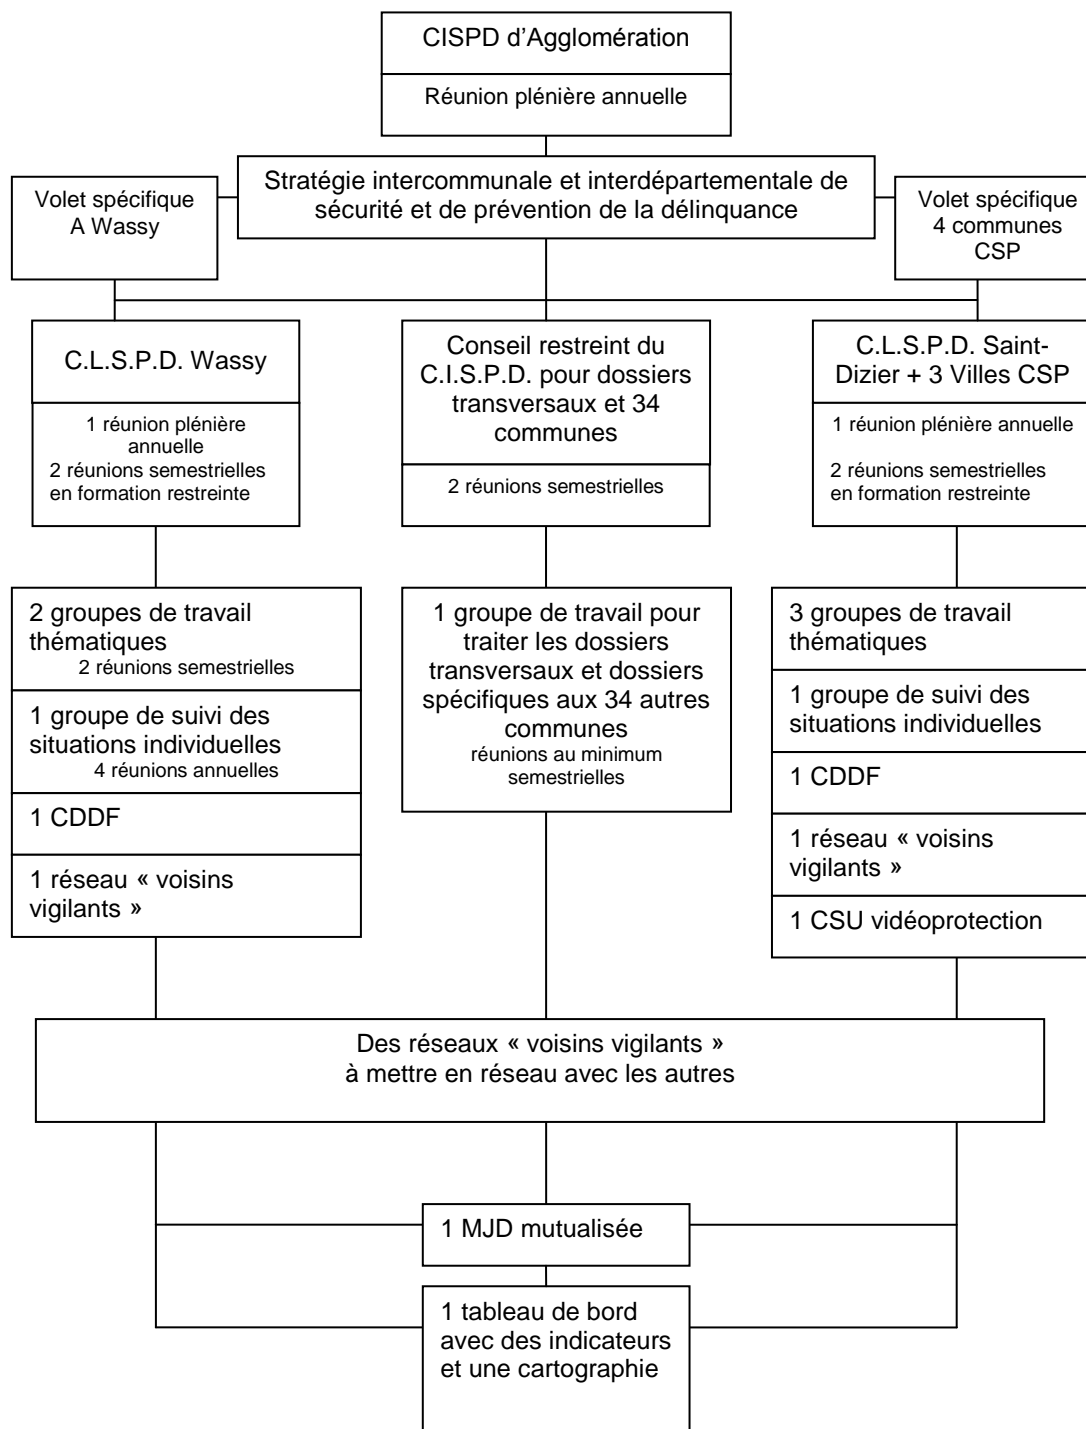 CISPD d'Agglomération
Réunion plénière annuelle
Stratégie intercommunale et interdépartementale de
sécurité et de prévention de la délinquance
Volet spécifique
A Wassy
Volet spécifique
4 communes
CSP
C.L.S.P.D. Wassy
1 réunion plénière
annuelle
2 réunions semestrielles
en formation restreinte
Conseil restreint du
C.I.S.P.D. pour dossiers
transversaux et 34
communes
2 réunions semestrielles
C.L.S.P.D. Saint-
Dizier + 3 Villes CSP
1 réunion plénière annuelle
2 réunions semestrielles
en formation restreinte
2 groupes de travail
thématiques
2 réunions semestrielles
1 groupe de suivi des
situations individuelles
4 réunions annuelles
1 CDDF
1 réseau « voisins
vigilants »
1 groupe de travail pour
traiter les dossiers
transversaux et dossiers
spécifiques aux 34 autres
communes
réunions au minimum
semestrielles
3 groupes de travail
thématiques
1 groupe de suivi des
situations individuelles
1 CDDF
1 réseau « voisins
vigilants »
1 CSU vidéoprotection
Des réseaux « voisins vigilants »
à mettre en réseau avec les autres
1 MJD mutualisée
1 tableau de bord
avec des indicateurs
et une cartographie